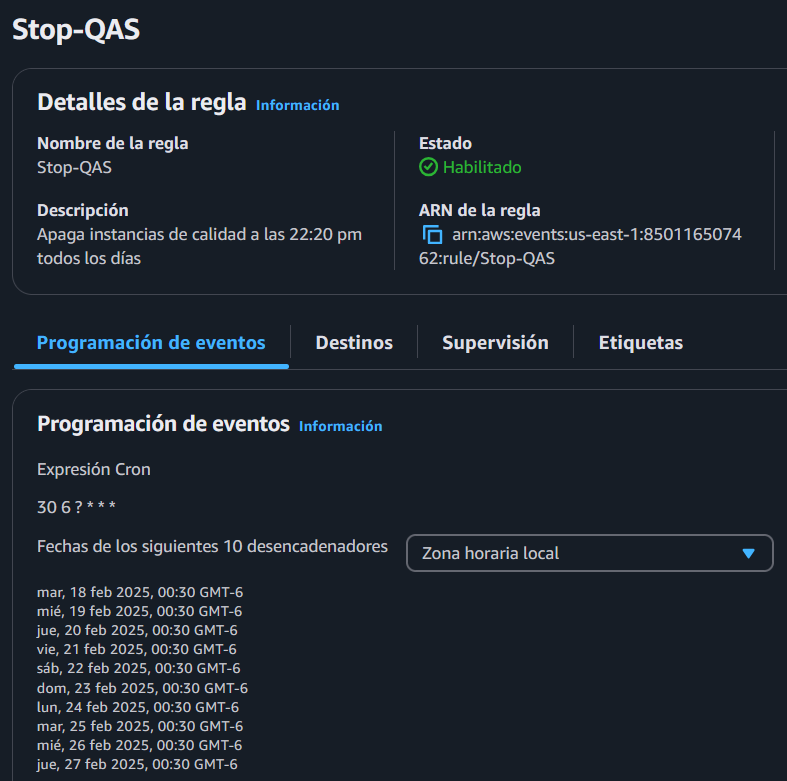 Stop-QAS
Detalles de la regla Información
Nombre de la regla
Stop-QAS
Estado
Habilitado
Descripción
Apaga instancias de calidad a las 22:20 pm
todos los días
ARN de la regla
arn:aws:events:us-east-1:8501165074
62:rule/Stop-QAS
Programación de eventos Destinos Supervisión Etiquetas
Programación de eventos Información
Expresión Cron
30 6 ? * * *
Fechas de los siguientes 10 desencadenadores Zona horaria local
mar, 18 feb 2025, 00:30 GMT-6
mié, 19 feb 2025, 00:30 GMT-6
jue, 20 feb 2025, 00:30 GMT-6
vie, 21 feb 2025, 00:30 GMT-6
sáb, 22 feb 2025, 00:30 GMT-6
dom, 23 feb 2025, 00:30 GMT-6
lun, 24 feb 2025, 00:30 GMT-6
mar, 25 feb 2025, 00:30 GMT-6
mié, 26 feb 2025, 00:30 GMT-6
jue, 27 feb 2025, 00:30 GMT-6